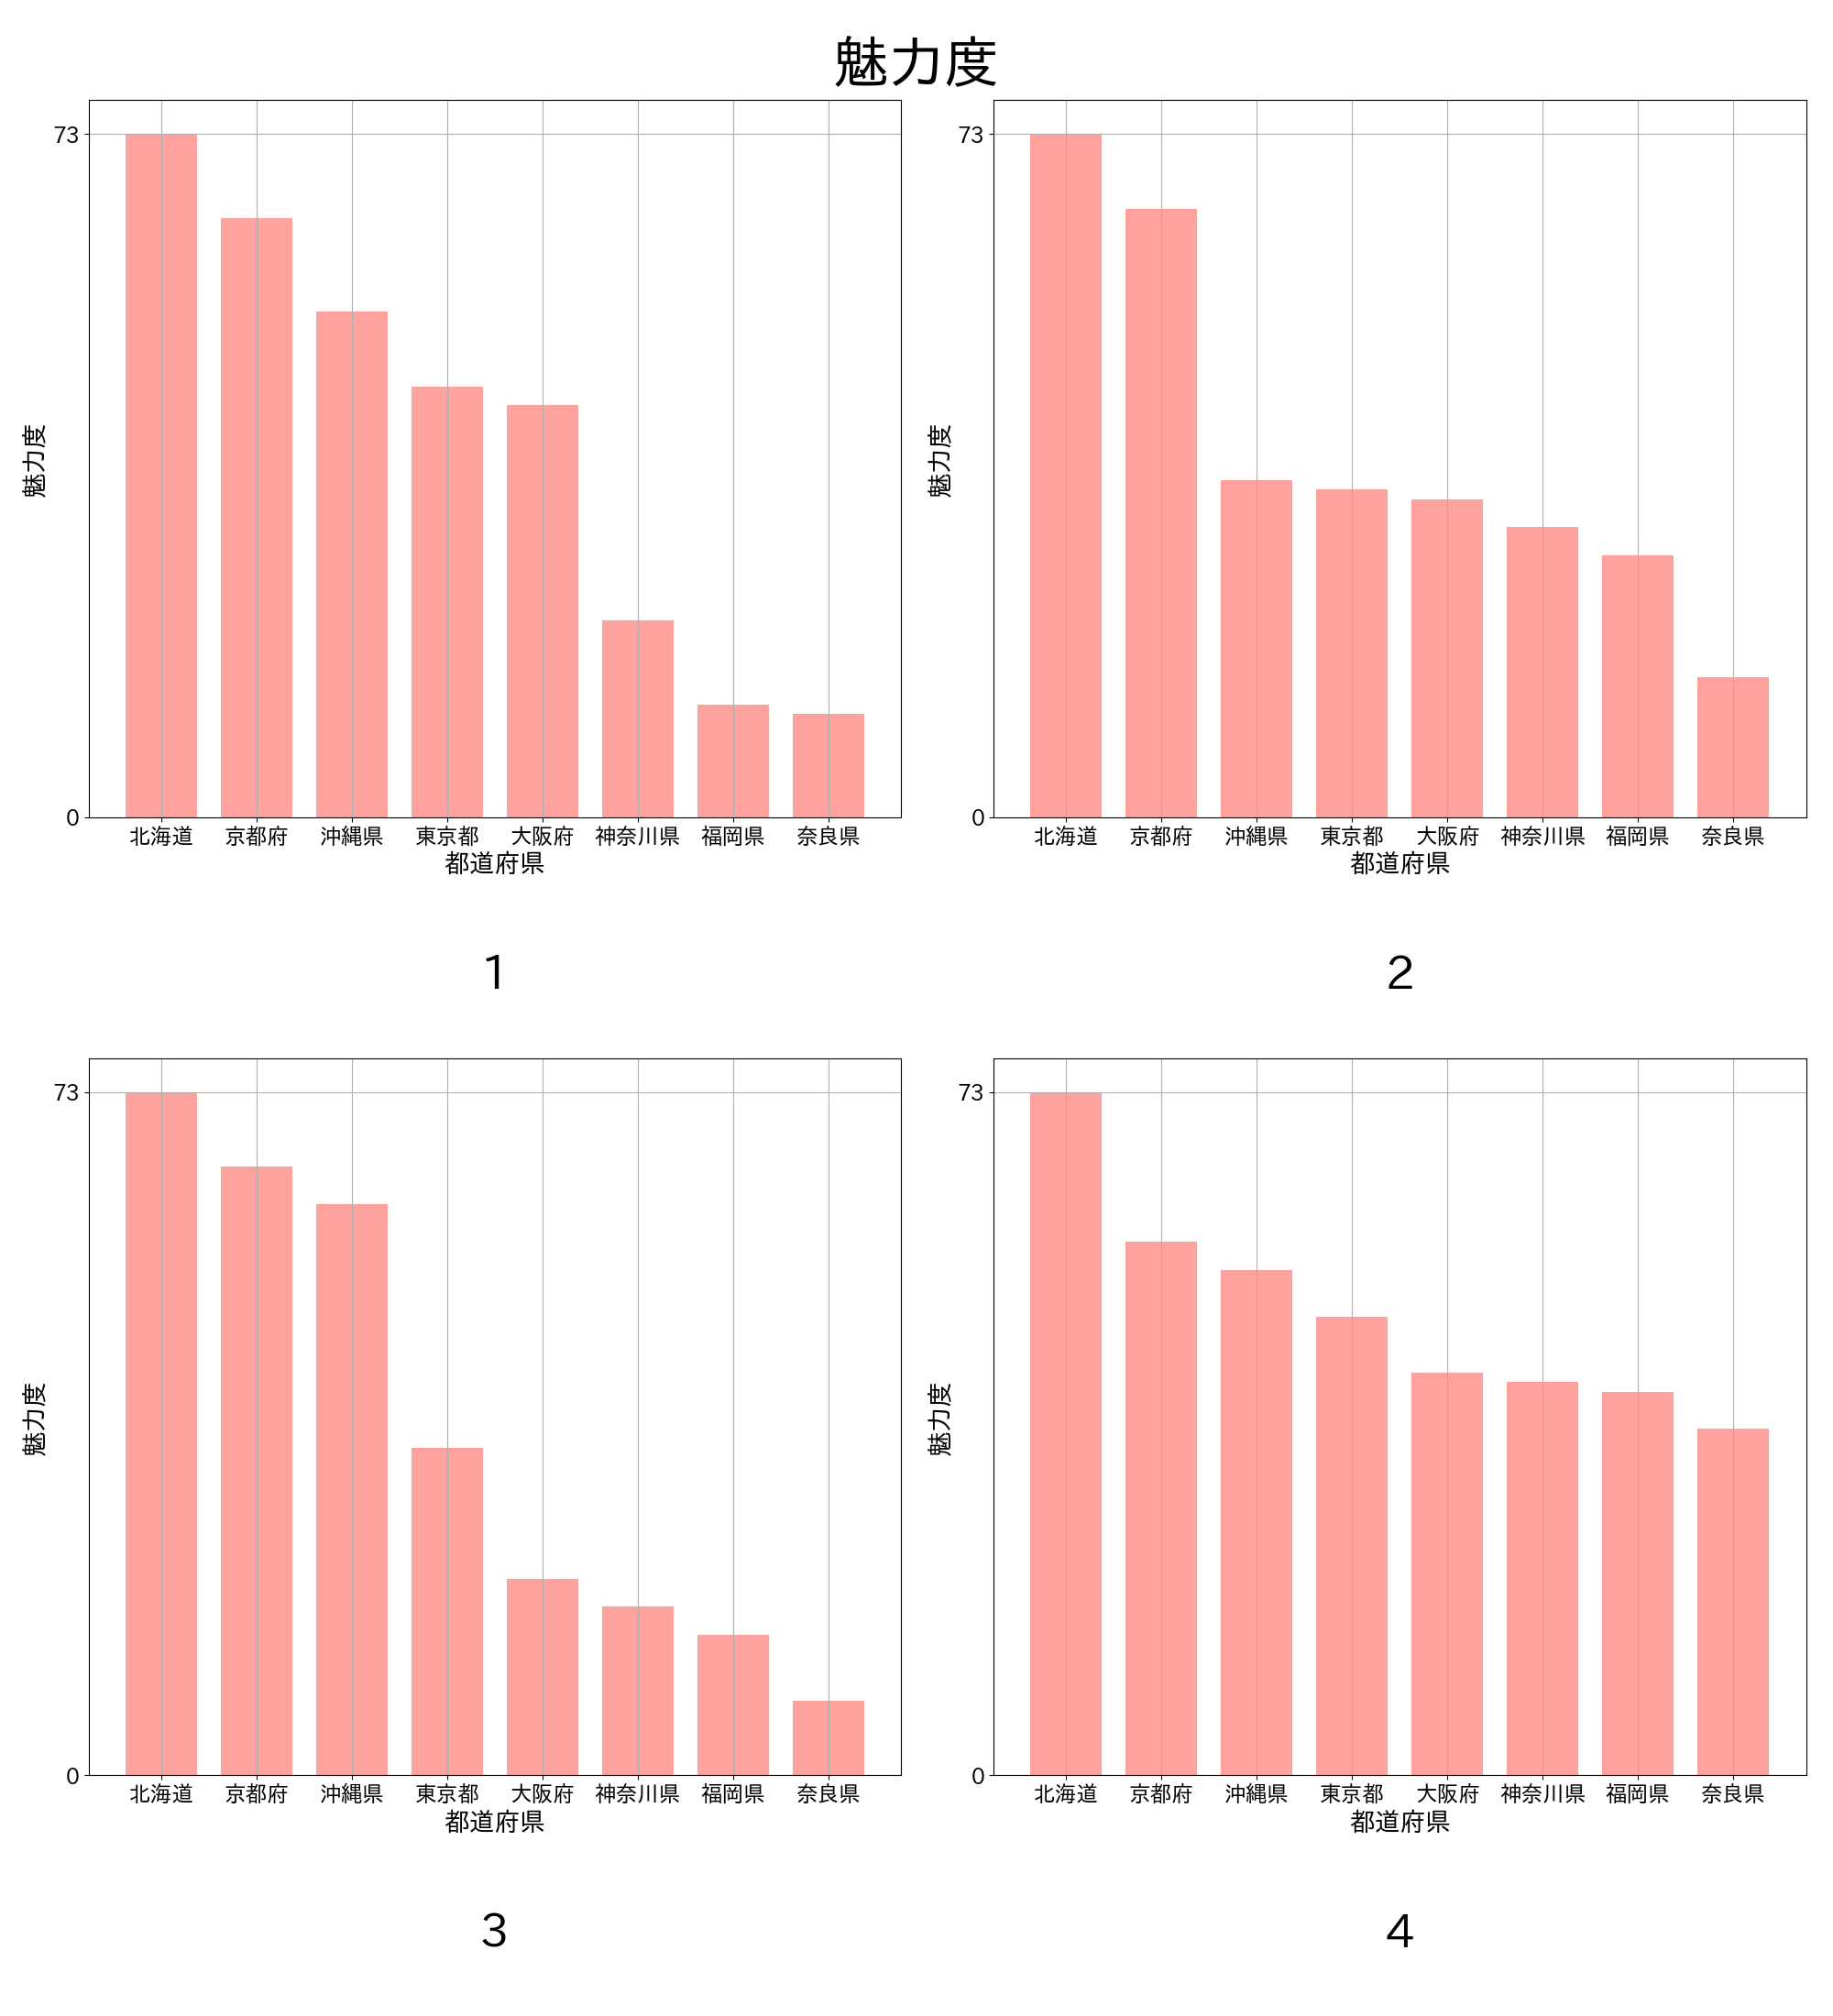 魅力度
73
魅力度
0
北海道 京都府 沖縄県 東京都 大阪府 神奈川県 福岡県 奈良県
都道府県
1
73
魅力度
0
北海道 京都府 沖縄県 東京都 大阪府 神奈川県 福岡県 奈良県
都道府県
2
73
魅力度
0
北海道 京都府 沖縄県 東京都 大阪府 神奈川県 福岡県 奈良県
都道府県
3
73
魅力度
0
北海道 京都府 沖縄県 東京都 大阪府 神奈川県 福岡県 奈良県
都道府県
4